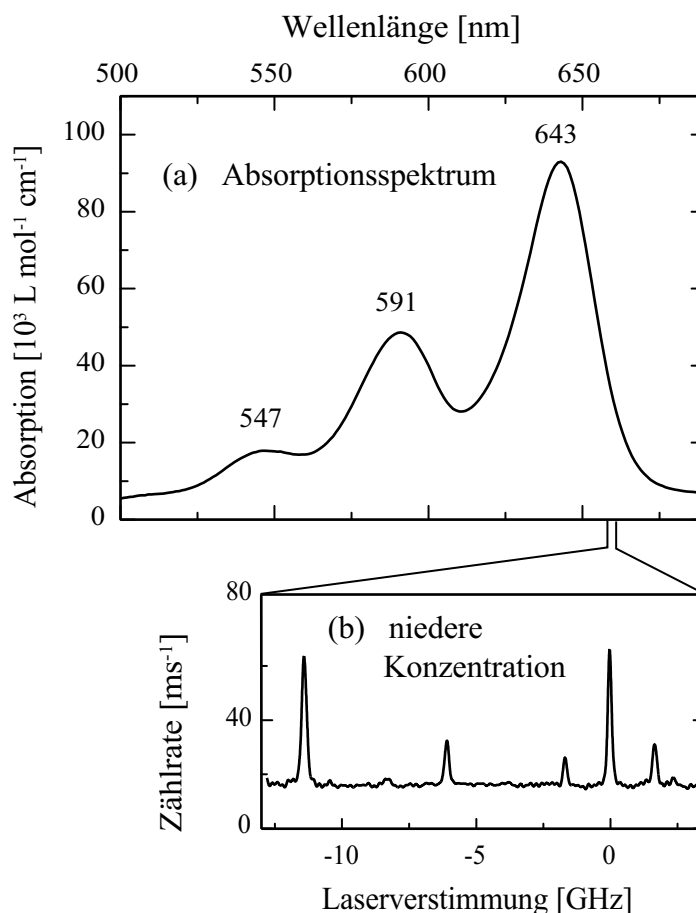 Wellenlänge [nm]
500 550 600 650
Absorption [10³ L mol⁻¹ cm⁻¹]
100
80
60
40
20
0
(a) Absorptionsspektrum
643
591
547
Zählrate [ms⁻¹]
80
40
0
(b) niedere
Konzentration
-10 -5 0
Laserverstimmung [GHz]